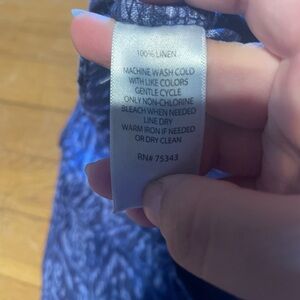 100% LINEN
MACHINE WASH COLD
WITH LIKE COLORS
GENTLE CYCLE
ONLY NON-CHLORINE
BLEACH WHEN NEEDED
LINE DRY
WARM IRON IF NEEDED
OR DRY CLEAN
RN# 75343